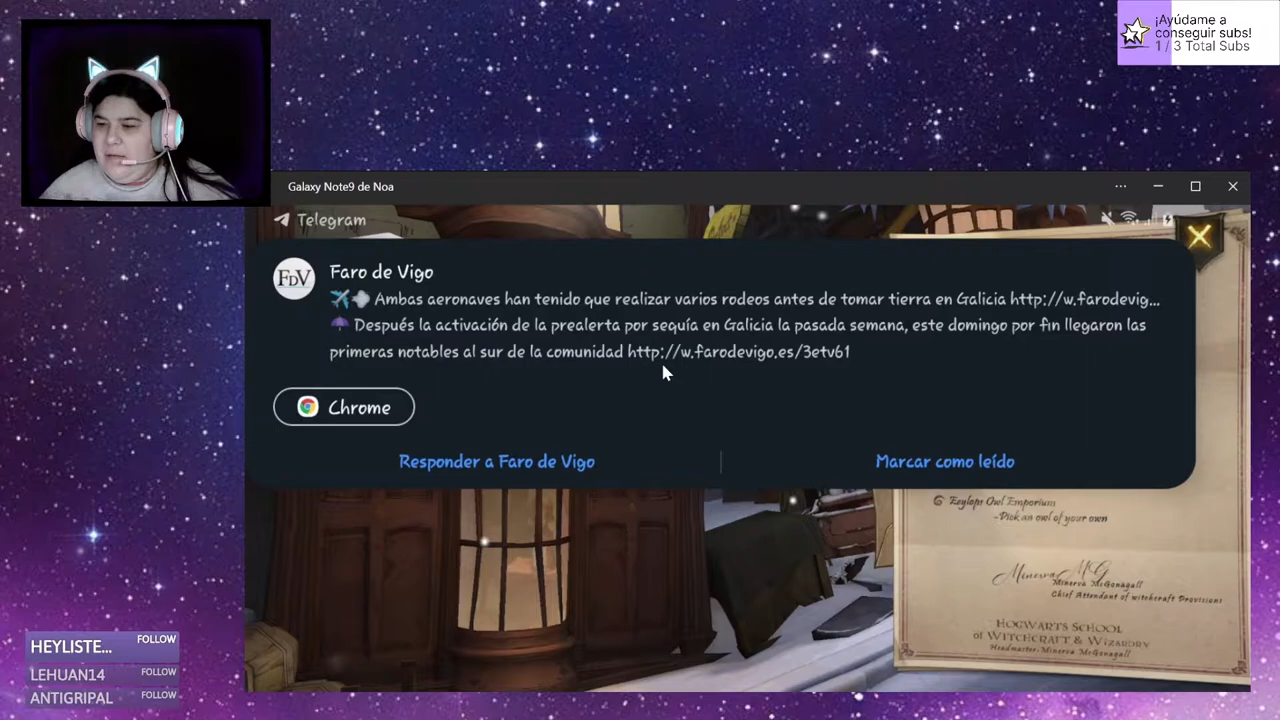 ¡Ayúdame a
conseguir subs!
1 / 3 Total Subs
Galaxy Note9 de Noa
Telegram
FDV
Faro de Vigo
Ambas aeronaves han tenido que realizar varios rodeos antes de tomar tierra en Galicia http://w.farodevig...
Después la activación de la prealerta por sequía en Galicia la pasada semana, este domingo por fin llegaron las
primeras notables al sur de la comunidad http://w.farodevigo.es/3etv61
Chrome
Responder a Faro de Vigo
Marcar como leído
Eeylops Owl Emporium
-Pick an owl of your own
Minerva McG
Minerva McGonagall
Chief Attendant of witchcraft Provisions
HOGWARTS SCHOOL
of WITCHCRAFT & WIZARDRY
Headmaster: Minerva McGonagall
HEYLISTE... FOLLOW
LEHUAN14 FOLLOW
ANTIGRIPAL FOLLOW